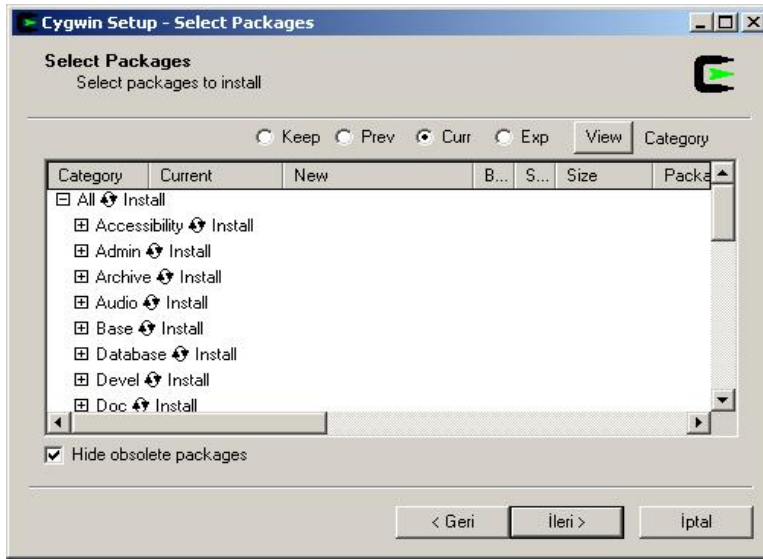 Cygwin Setup - Select Packages
Select Packages
Select packages to install
Keep Prev Curr Exp View Category
Category Current New B... S... Size Packa
All Install
Accessibility Install
Admin Install
Archive Install
Audio Install
Base Install
Database Install
Devel Install
Doc Install
Hide obsolete packages
< Geri İleri > İptal